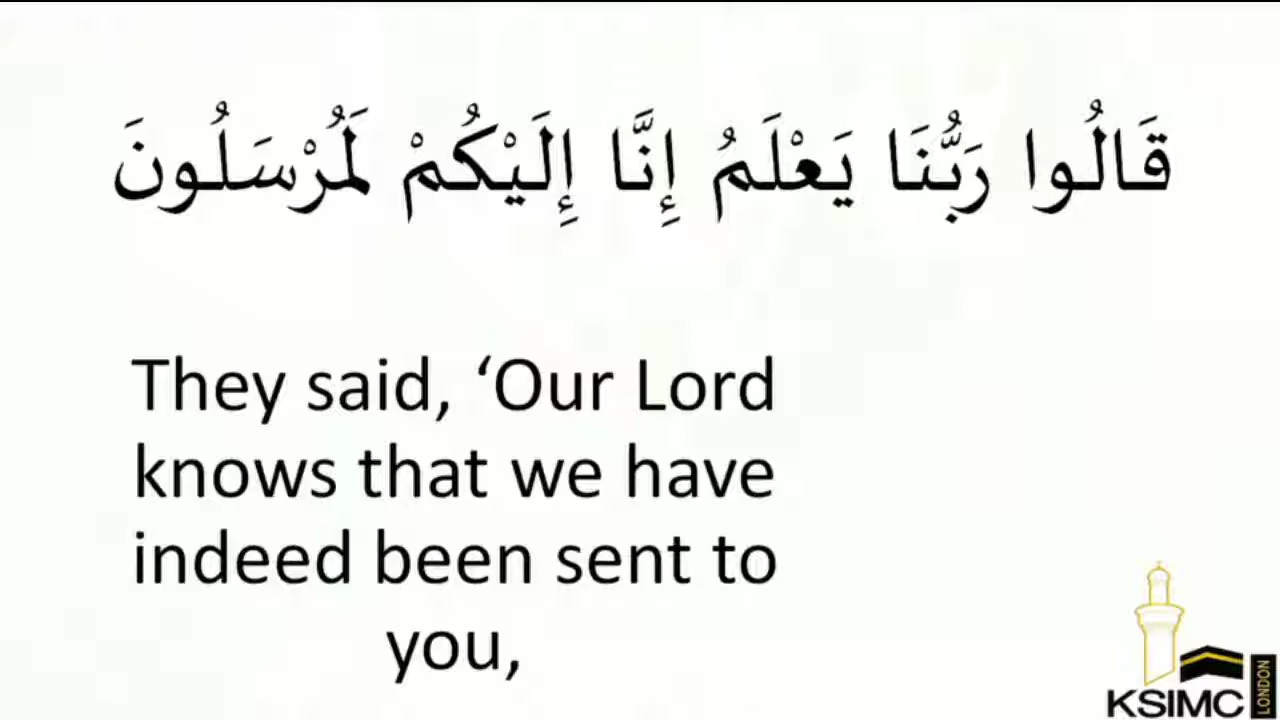 قَالُوا رَبُّنَا يَعْلَمُ إِنَّا إِلَيْكُمْ لَمُرْسَلُونَ
They said, ‘Our Lord
knows that we have
indeed been sent to
you,
KSIMC
LONDON